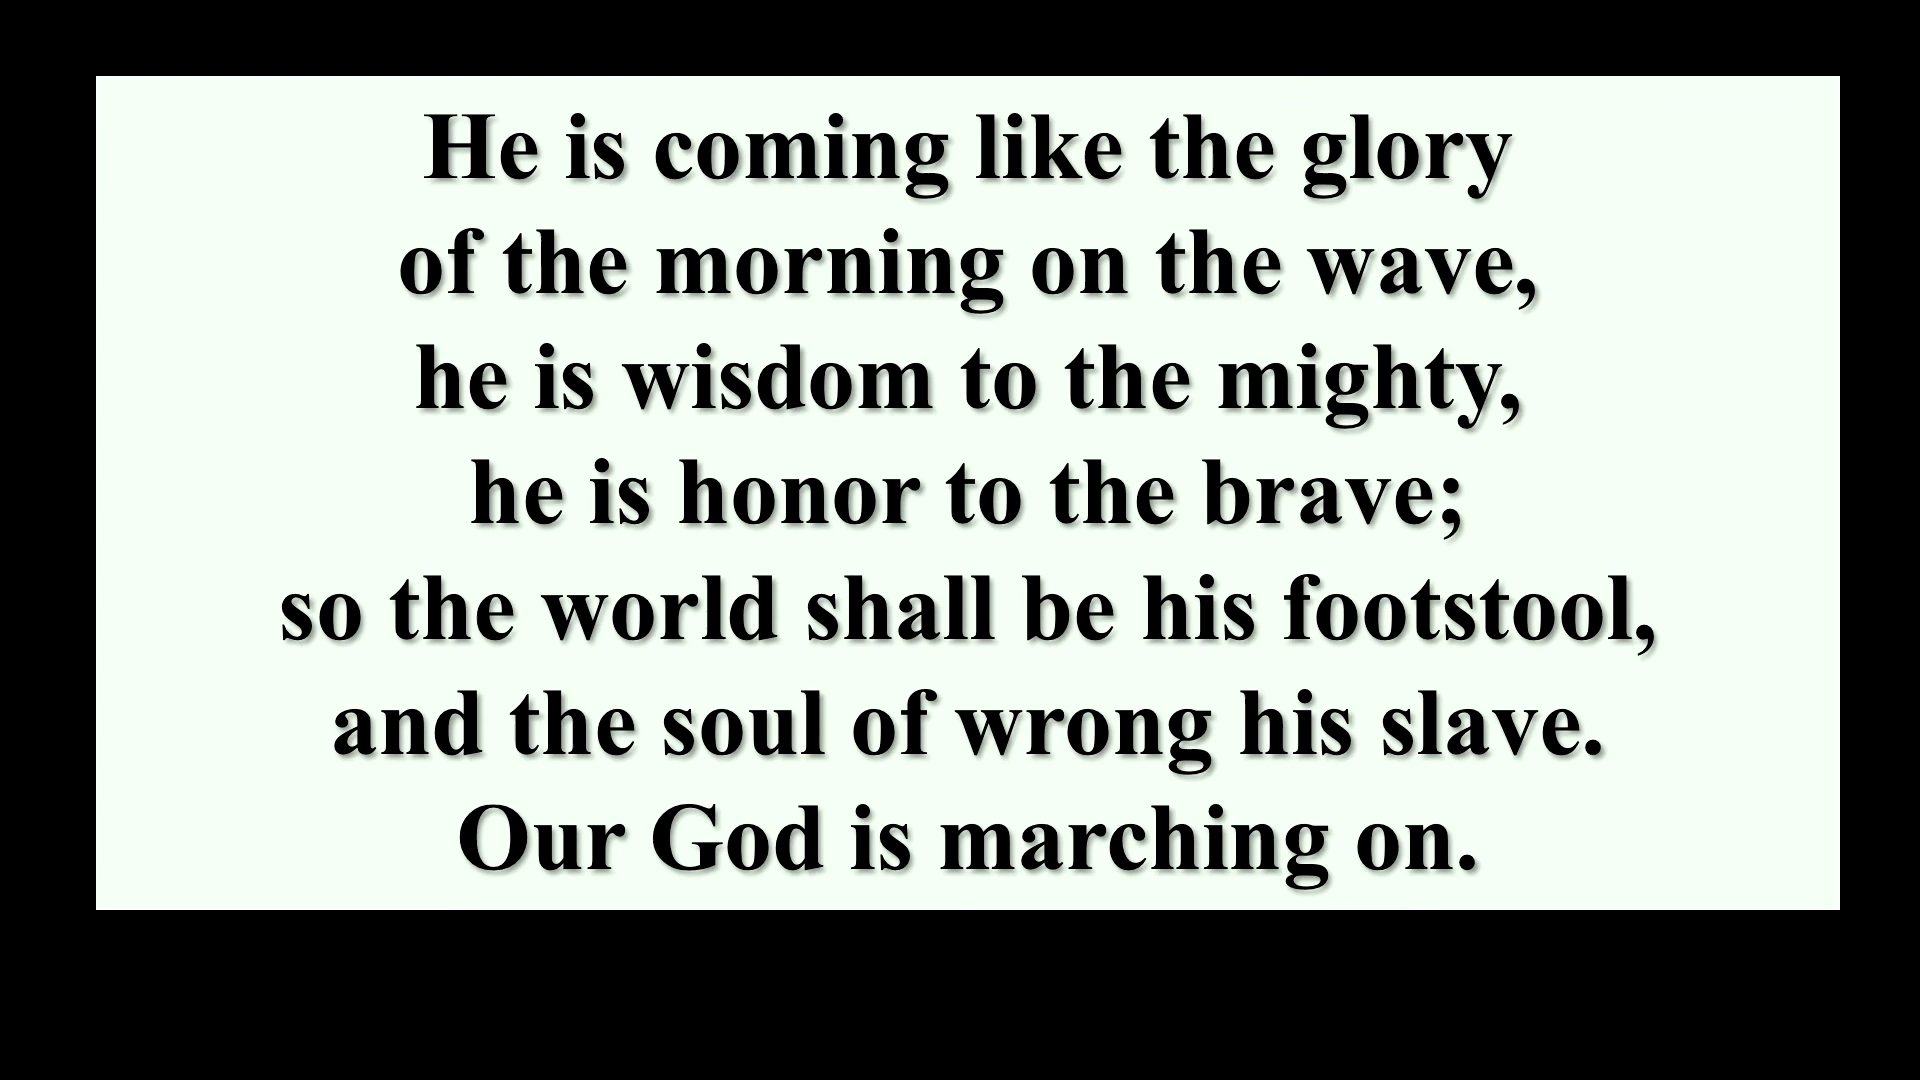 He is coming like the glory
of the morning on the wave,
he is wisdom to the mighty,
he is honor to the brave;
so the world shall be his footstool,
and the soul of wrong his slave.
Our God is marching on.